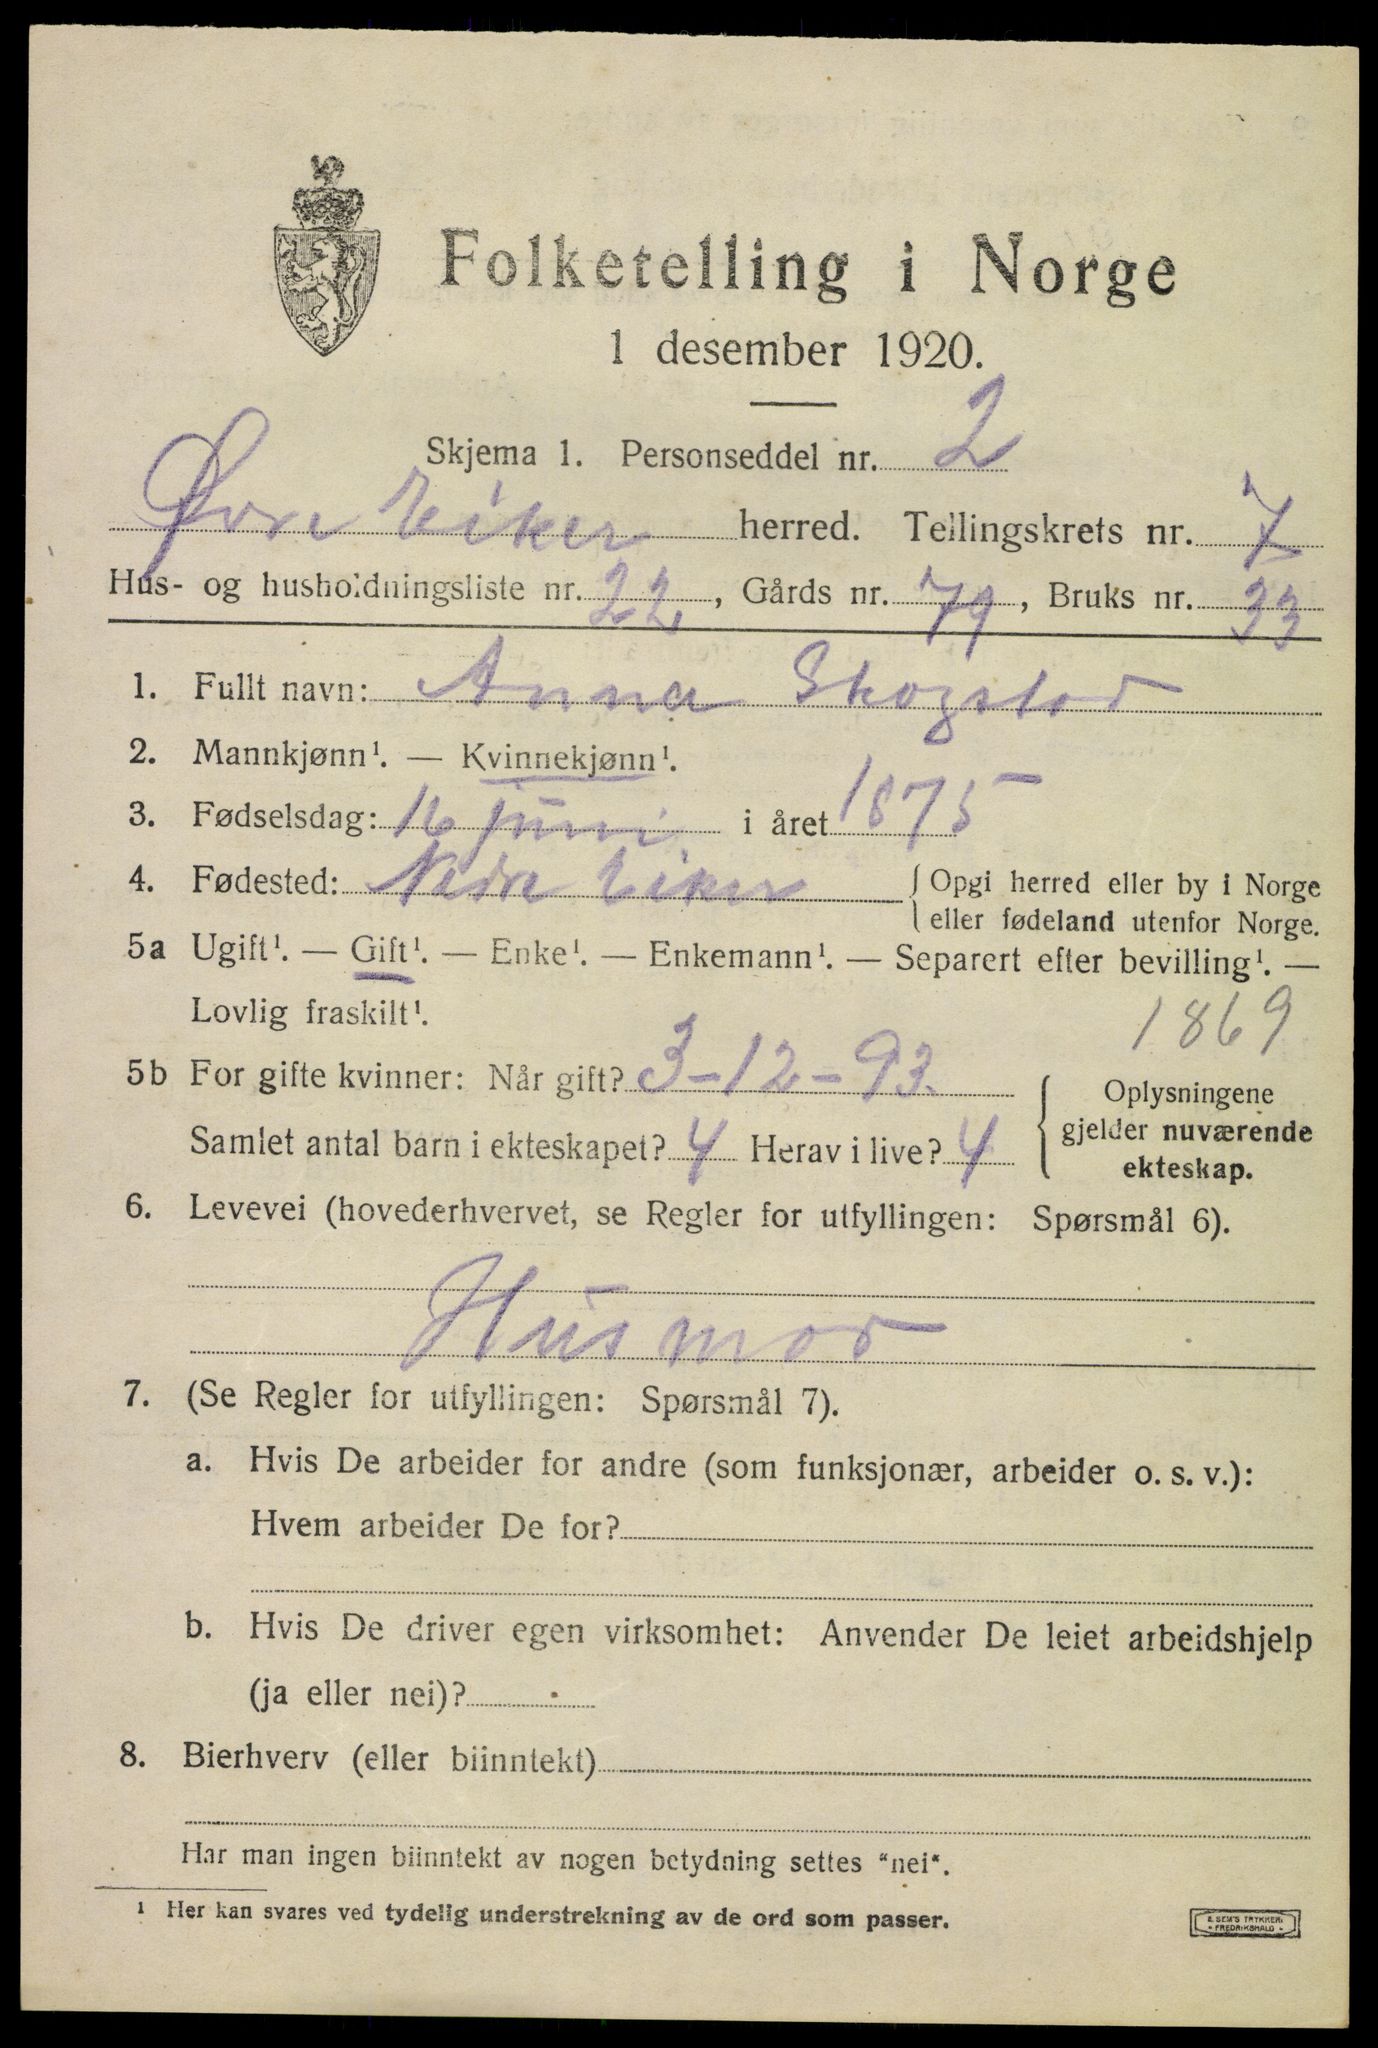 Folketelling i Norge
1 desember 1920.
Skjema 1. Personseddel nr. 2
Øvre Eiker herred. Tellingskrets nr. 7
Hus- og husholdningsliste nr. 22, Gårds nr. 79, Bruks nr. 33
1. Fullt navn: Anna Skogstad
2. Mannkjønn¹. — Kvinnekjønn¹.
3. Fødselsdag: 16 juni i året 1875
4. Fødested: Nedre Eiker { Opgi herred eller by i Norge
eller fødeland utenfor Norge.
5a Ugift¹. — Gift¹. — Enke¹. — Enkemann¹. — Separert efter bevilling¹. —
Lovlig fraskilt¹. 1869
5b For gifte kvinner: Når gift? 3-12-93.
Samlet antal barn i ekteskapet? 4 Herav i live? 4
Oplysningene
gjelder nuværende
ekteskap.
6. Levevei (hovederhvervet, se Regler for utfyllingen: Spørsmål 6).
Husmor
7. (Se Regler for utfyllingen: Spørsmål 7).
a. Hvis De arbeider for andre (som funksjonær, arbeider o. s. v.):
Hvem arbeider De for?
b. Hvis De driver egen virksomhet: Anvender De leiet arbeidshjelp
(ja eller nei)?
8. Bierhverv (eller biinntekt)
Har man ingen biinntekt av nogen betydning settes "nei".
¹ Her kan svares ved tydelig understrekning av de ord som passer.
E. SEM'S TRYKKERI
- FREDRIKSHALD -